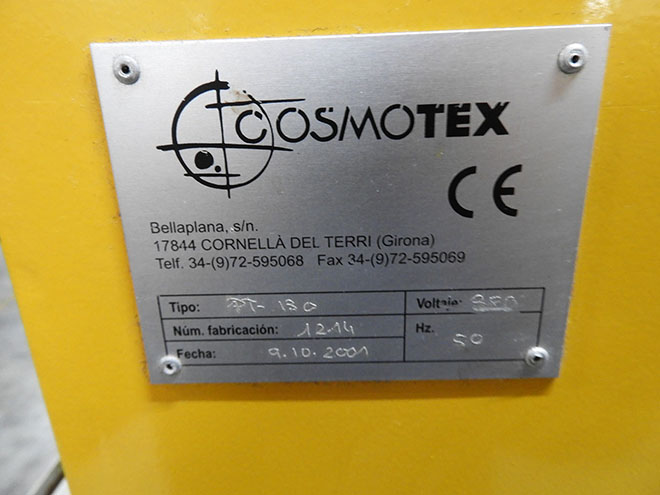 COSMOTEX
CE
Bellaplana, s/n.
17844 CORNELLÀ DEL TERRI (Girona)
Telf. 34-(9)72-595068 Fax 34-(9)72-595069
Tipo: -130 Voltaje:
Núm. fabricación: 1214 Hz. 50
Fecha: 9.10.2001